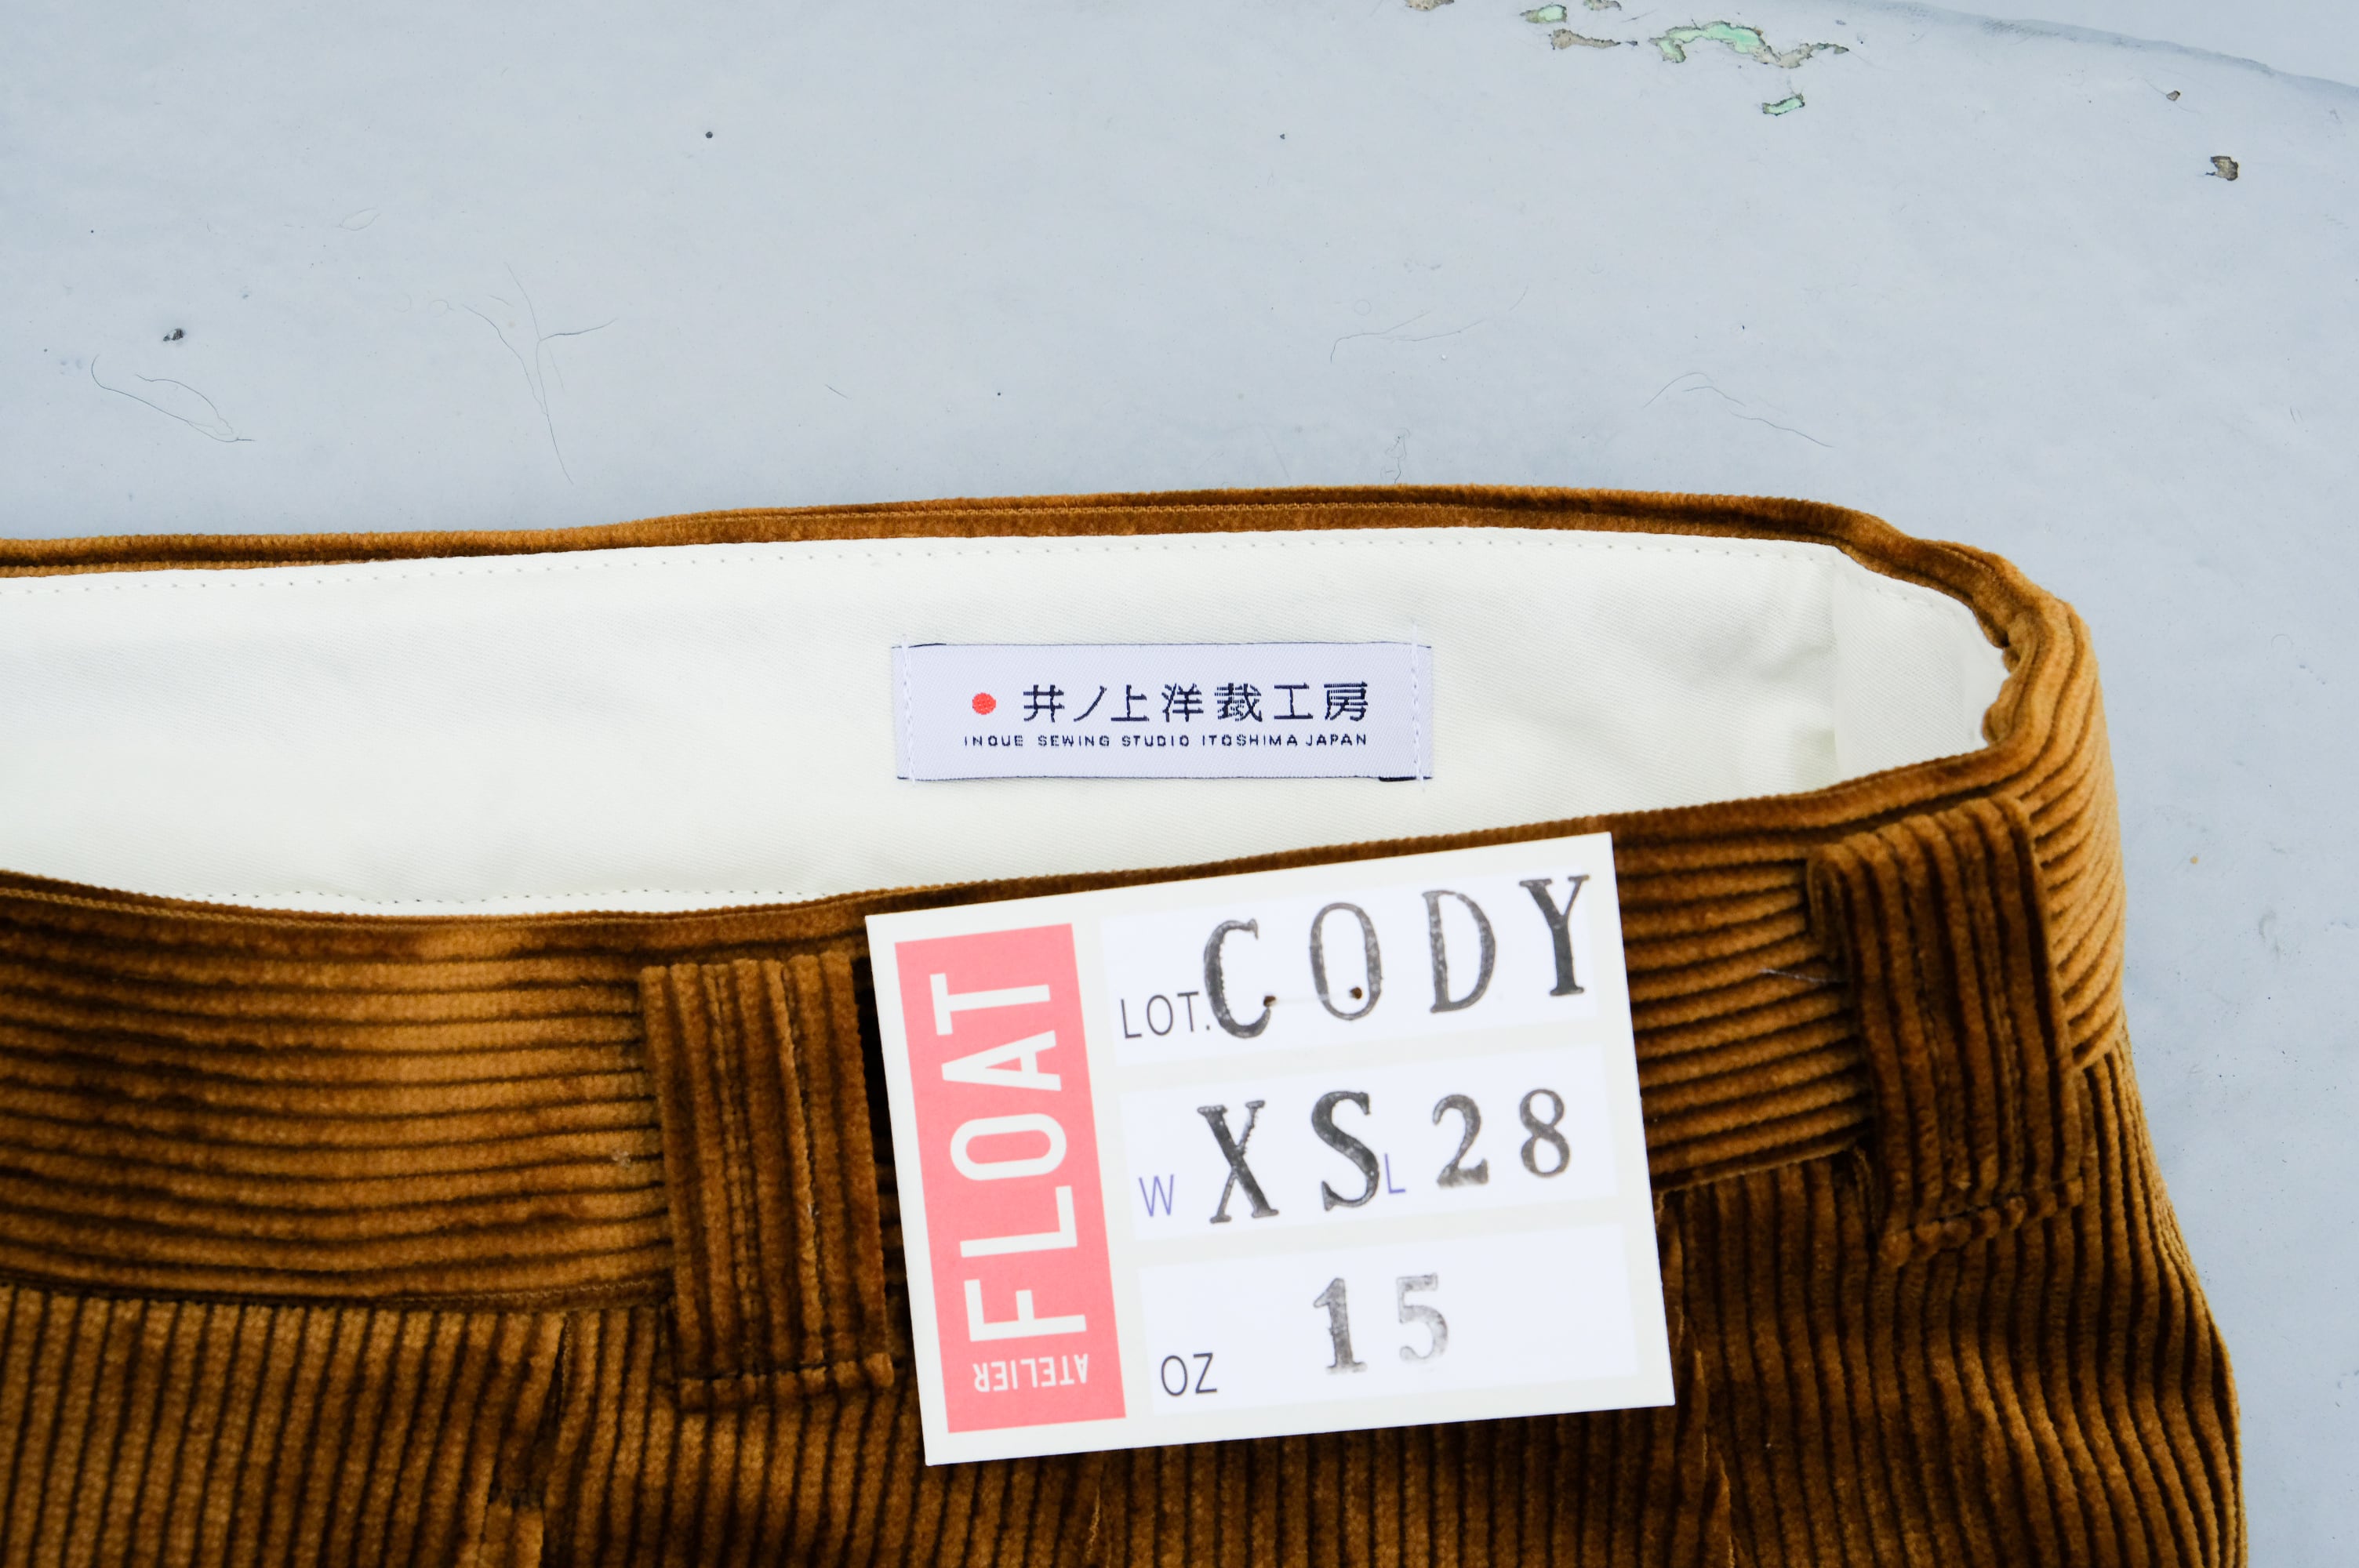 井ノ上洋裁工房
INOUE SEWING STUDIO ITOSHIMA JAPAN
ATELIER FLOAT
LOT. CODY
W XS L 28
OZ 15